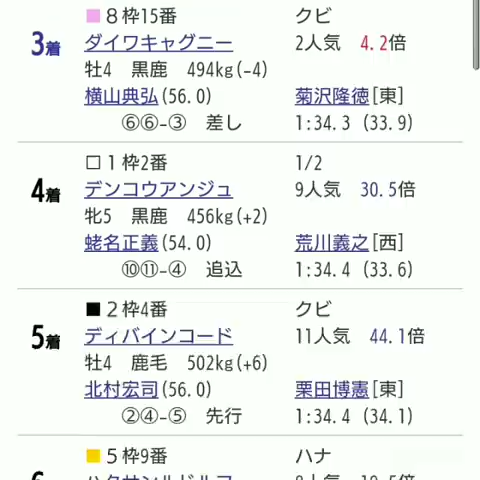 ■8枠15番 クビ
3着 ダイワキャグニー 2人気 4.2倍
牡4 黒鹿 494kg(-4)
横山典弘(56.0) 菊沢隆徳[東]
⑥⑥-③ 差し 1:34.3 (33.9)
□1枠2番 1/2
4着 デンコウアンジュ 9人気 30.5倍
牝5 黒鹿 456kg(+2)
蛯名正義(54.0) 荒川義之[西]
⑩⑪-④ 追込 1:34.4 (33.6)
■2枠4番 クビ
5着 ディバインコード 11人気 44.1倍
牡4 鹿毛 502kg(+6)
北村宏司(56.0) 栗田博憲[東]
②④-⑤ 先行 1:34.4 (34.1)
■5枠9番 ハナ